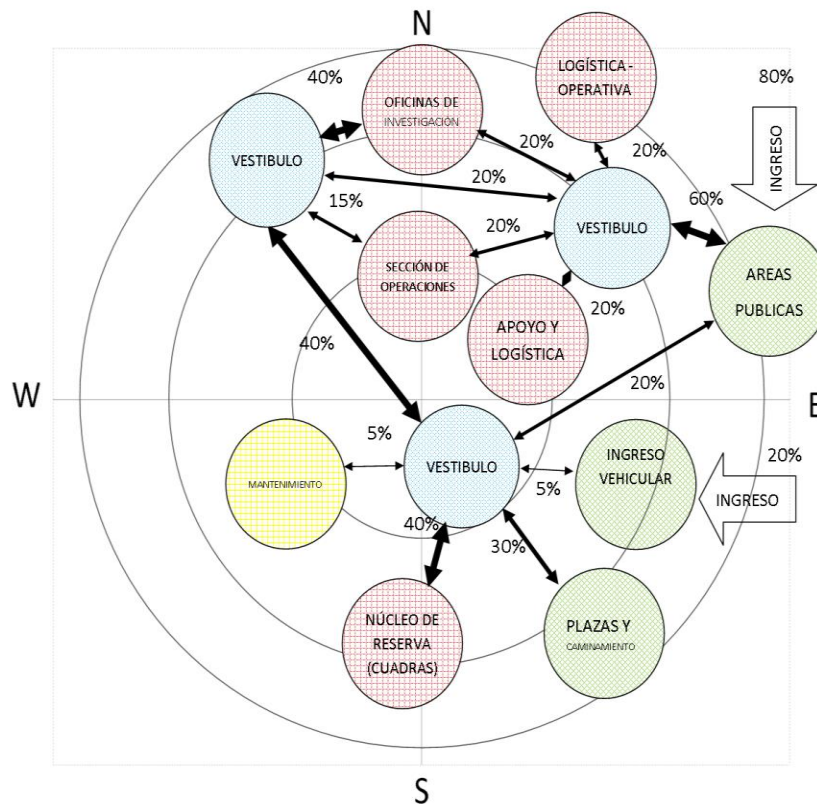 N
40%
OFICINAS DE
INVESTIGACIÓN
LOGÍSTICA -
OPERATIVA
80%
INGRESO
VESTIBULO
20%
20%
20%
60%
15%
VESTIBULO
20%
SECCIÓN DE
OPERACIONES
AREAS
PUBLICAS
20%
APOYO Y
LOGÍSTICA
40%
20%
W
E
5%
VESTIBULO
MANTENIMIENTO
INGRESO
VEHICULAR
20%
INGRESO
5%
40%
30%
NÚCLEO DE
RESERVA
(CUADRAS)
PLAZAS Y
CAMINAMIENTO
S